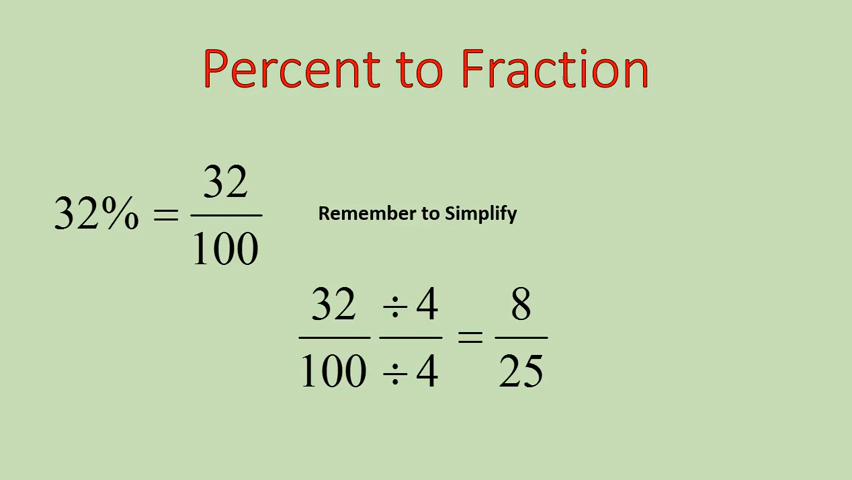 Percent to Fraction
32% = 32/100
Remember to Simplify
32/100 ÷4/÷4 = 8/25